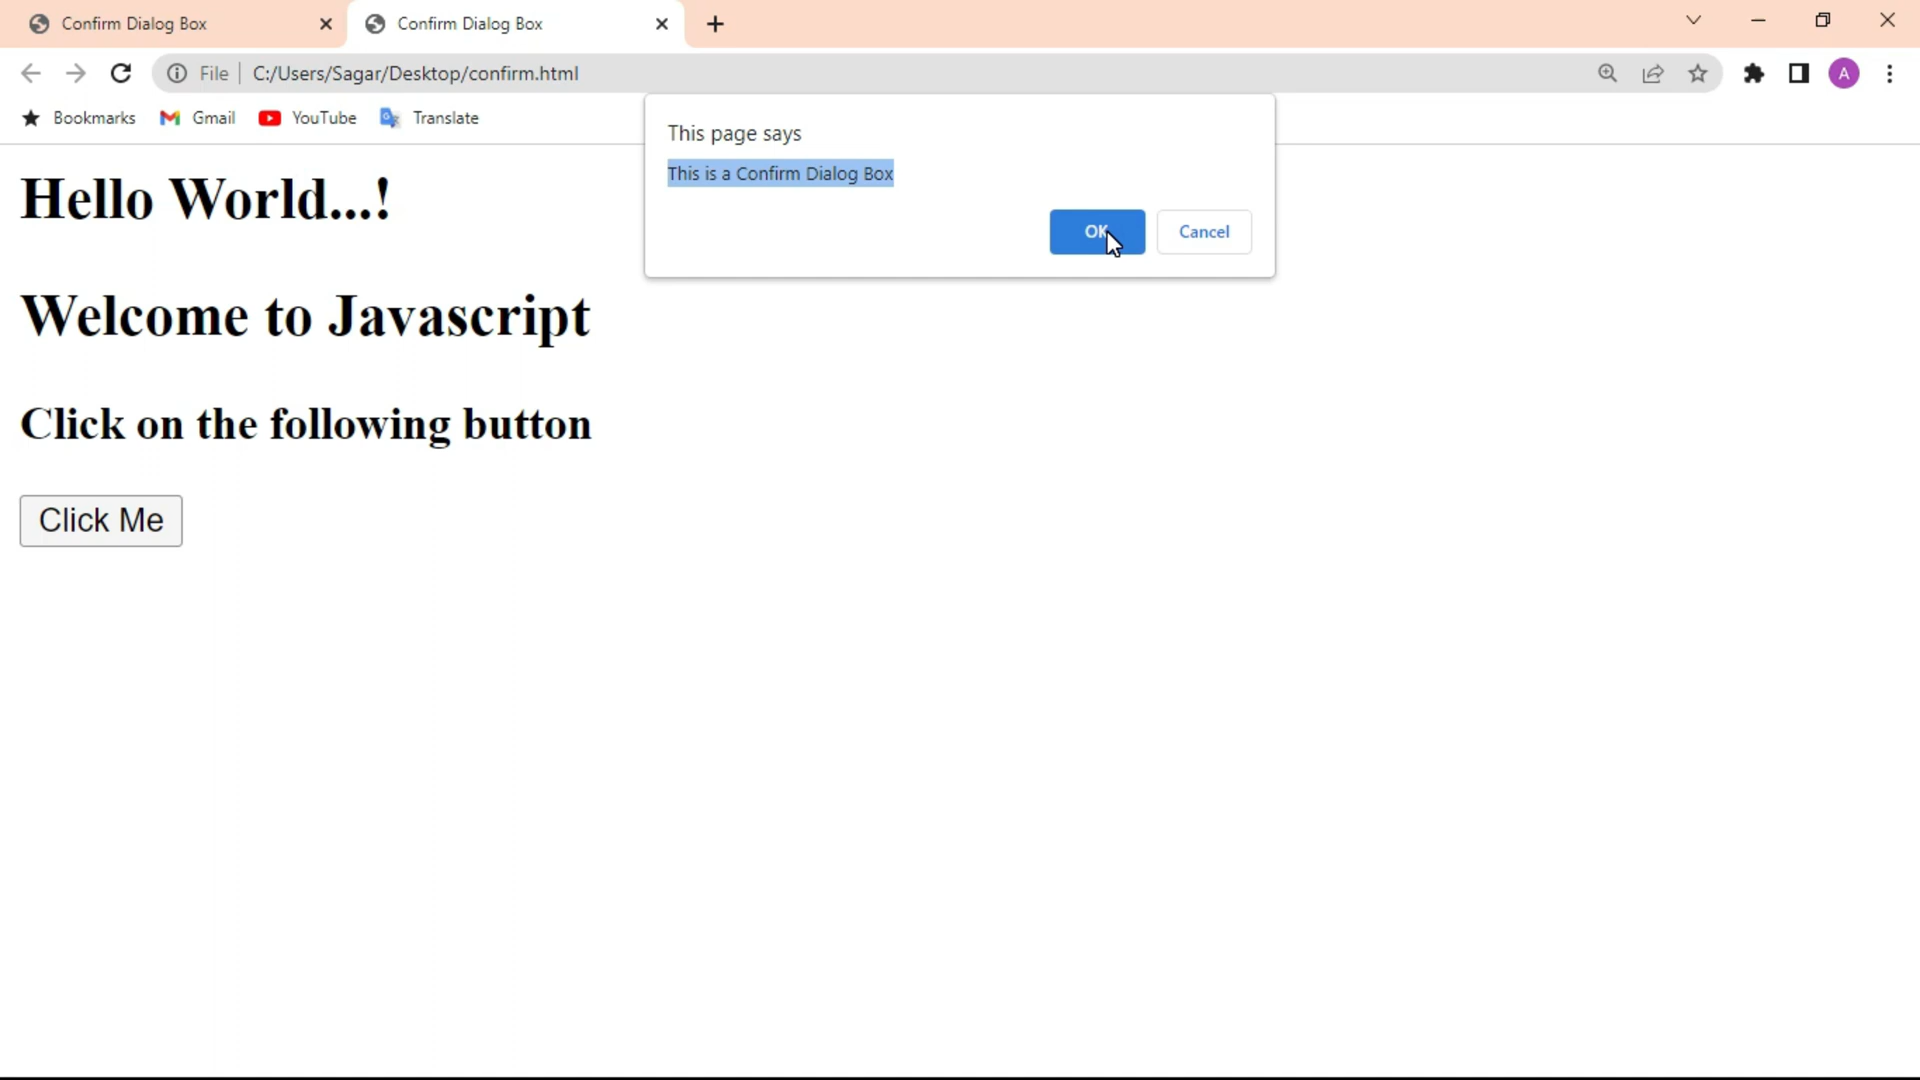 Confirm Dialog Box
Confirm Dialog Box
File C:/Users/Sagar/Desktop/confirm.html
A
Bookmarks Gmail YouTube Translate
This page says
This is a Confirm Dialog Box
OK Cancel
Hello World...!
Welcome to Javascript
Click on the following button
Click Me